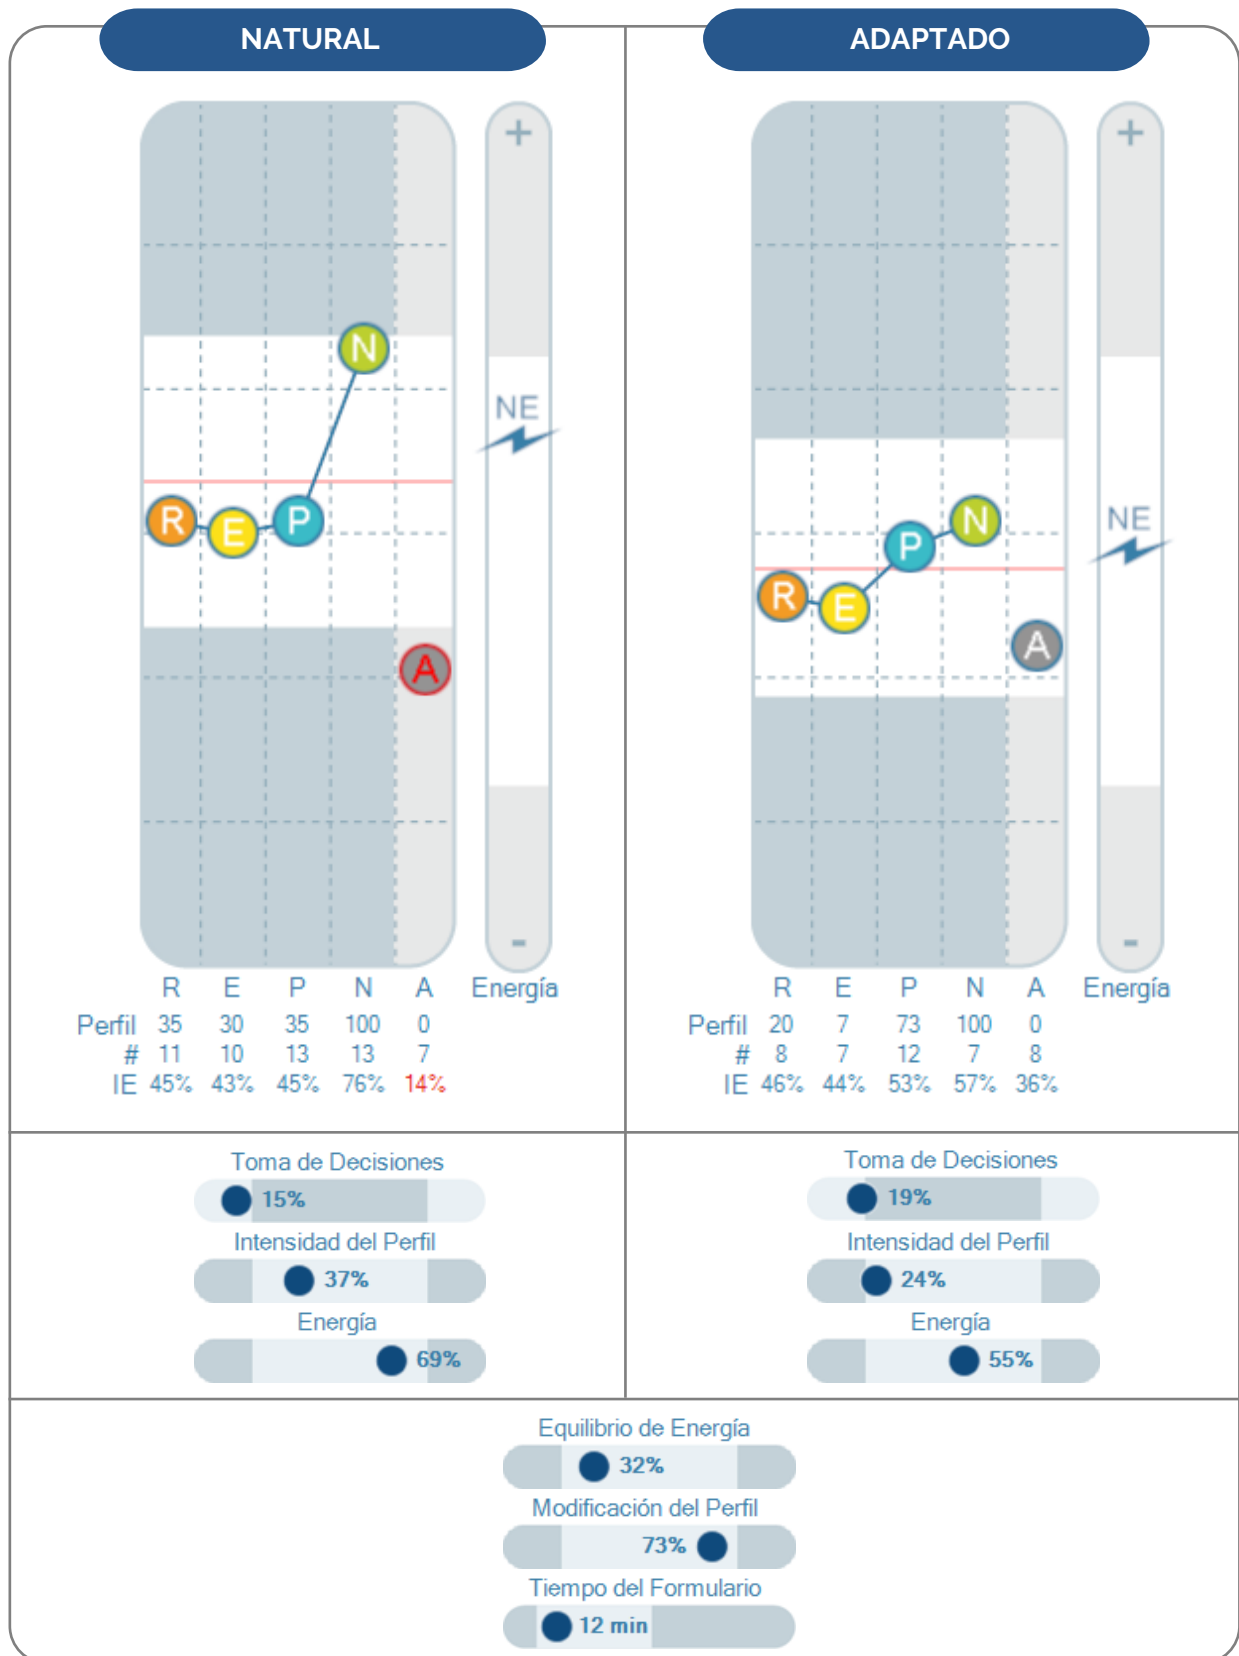 NATURAL
+
NE
N
R E P
A
-
R E P N A Energía
Perfil 35 30 35 100 0
# 11 10 13 13 7
IE 45% 43% 45% 76% 14%
ADAPTADO
+
NE
N
P
R E
A
-
R E P N A Energía
Perfil 20 7 73 100 0
# 8 7 12 7 8
IE 46% 44% 53% 57% 36%
Toma de Decisiones
15%
Intensidad del Perfil
37%
Energía
69%
Toma de Decisiones
19%
Intensidad del Perfil
24%
Energía
55%
Equilibrio de Energía
32%
Modificación del Perfil
73%
Tiempo del Formulario
12 min